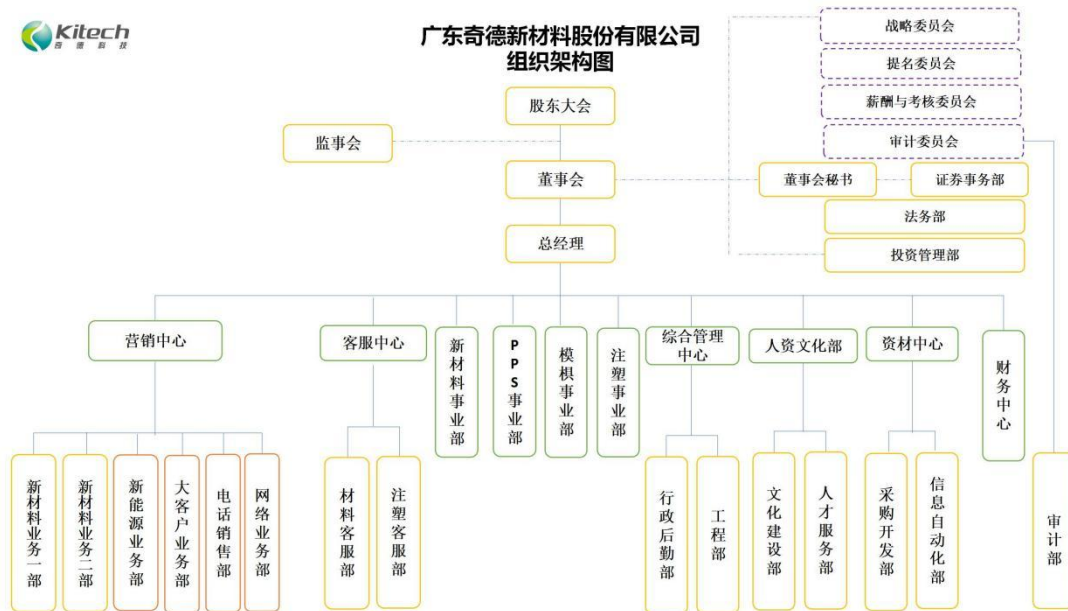 Kitech
奇德科技
广东奇德新材料股份有限公司
组织架构图
战略委员会
提名委员会
薪酬与考核委员会
审计委员会
股东大会
监事会
董事会
董事会秘书
证券事务部
法务部
投资管理部
总经理
营销中心
客服中心
新材料事业部
PPS事业部
模棋事业部
注塑事业部
综合管理
中心
人资文化部
资材中心
财务中心
新材料业务一部
新材料业务二部
新能源业务部
大客户业务部
电话销售部
网络业务部
材料客服部
注塑客服部
行政后勤部
工程部
文化建设部
人才服务部
采购开发部
信息自动化部
审计部